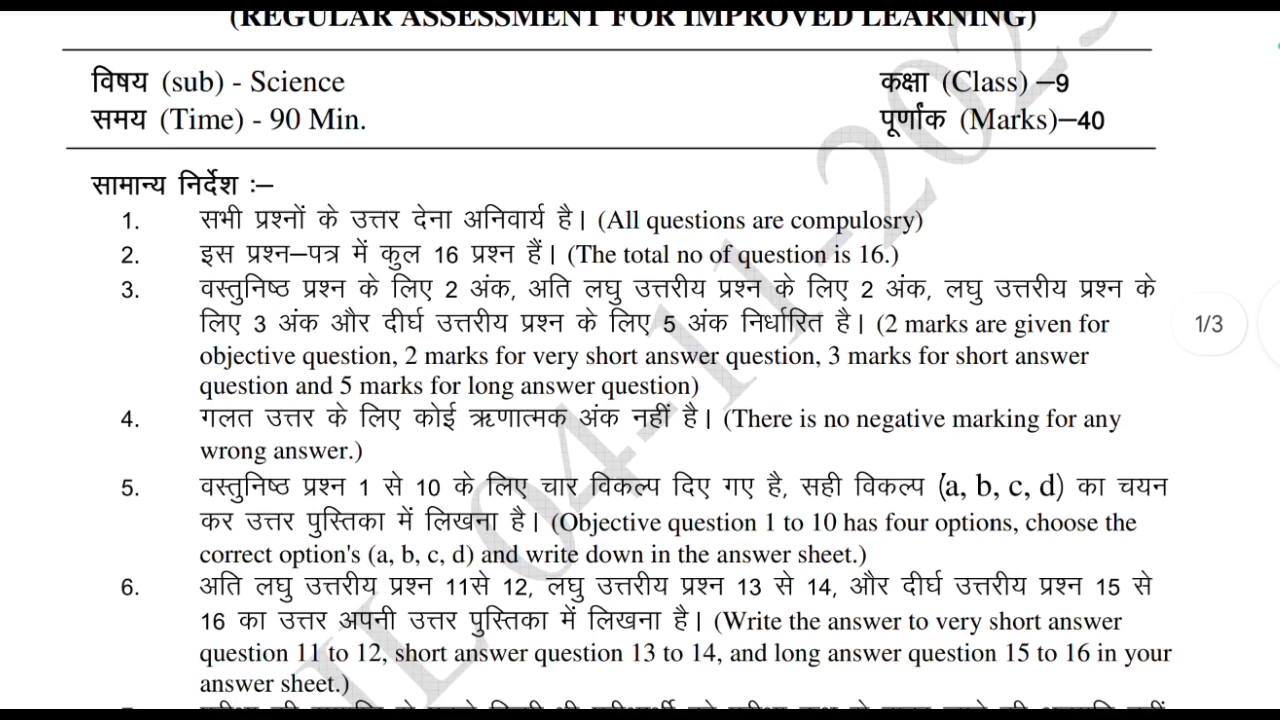 (REGULAR ASSESSMENT FOR IMPROVED LEARNING)
विषय (sub) - Science
कक्षा (Class) –9
समय (Time) - 90 Min.
पूर्णांक (Marks)–40
सामान्य निर्देश :–
1. सभी प्रश्नों के उत्तर देना अनिवार्य है। (All questions are compulosry)
2. इस प्रश्न–पत्र में कुल 16 प्रश्न हैं। (The total no of question is 16.)
3. वस्तुनिष्ठ प्रश्न के लिए 2 अंक, अति लघु उत्तरीय प्रश्न के लिए 2 अंक, लघु उत्तरीय प्रश्न के
लिए 3 अंक और दीर्घ उत्तरीय प्रश्न के लिए 5 अंक निर्धारित है। (2 marks are given for
objective question, 2 marks for very short answer question, 3 marks for short answer
question and 5 marks for long answer question)
1/3
4. गलत उत्तर के लिए कोई ऋणात्मक अंक नहीं है। (There is no negative marking for any
wrong answer.)
5. वस्तुनिष्ठ प्रश्न 1 से 10 के लिए चार विकल्प दिए गए है, सही विकल्प (a, b, c, d) का चयन
कर उत्तर पुस्तिका में लिखना है। (Objective question 1 to 10 has four options, choose the
correct option's (a, b, c, d) and write down in the answer sheet.)
6. अति लघु उत्तरीय प्रश्न 11से 12, लघु उत्तरीय प्रश्न 13 से 14, और दीर्घ उत्तरीय प्रश्न 15 से
16 का उत्तर अपनी उत्तर पुस्तिका में लिखना है। (Write the answer to very short answer
question 11 to 12, short answer question 13 to 14, and long answer question 15 to 16 in your
answer sheet.)